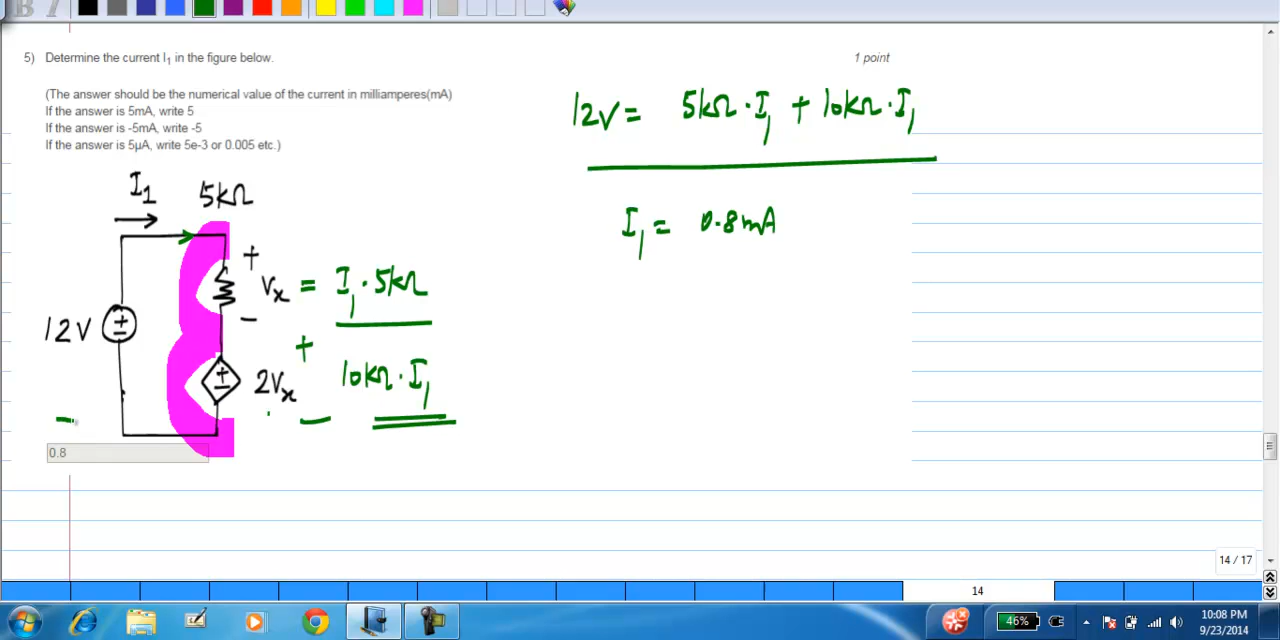 B I
5) Determine the current I1 in the figure below.
1 point
(The answer should be the numerical value of the current in milliamperes(mA)
If the answer is 5mA, write 5
If the answer is -5mA, write -5
If the answer is 5µA, write 5e-3 or 0.005 etc.)
12V = 5kΩ · I1 + 10kΩ · I1
I1 = 0.8mA
I1 5kΩ
+
Vx = I1 · 5kΩ
−
12V
+
−
+
10kΩ · I1
+
−
2Vx
−
0.8
14 / 17
14
46%
10:08 PM
9/23/2014